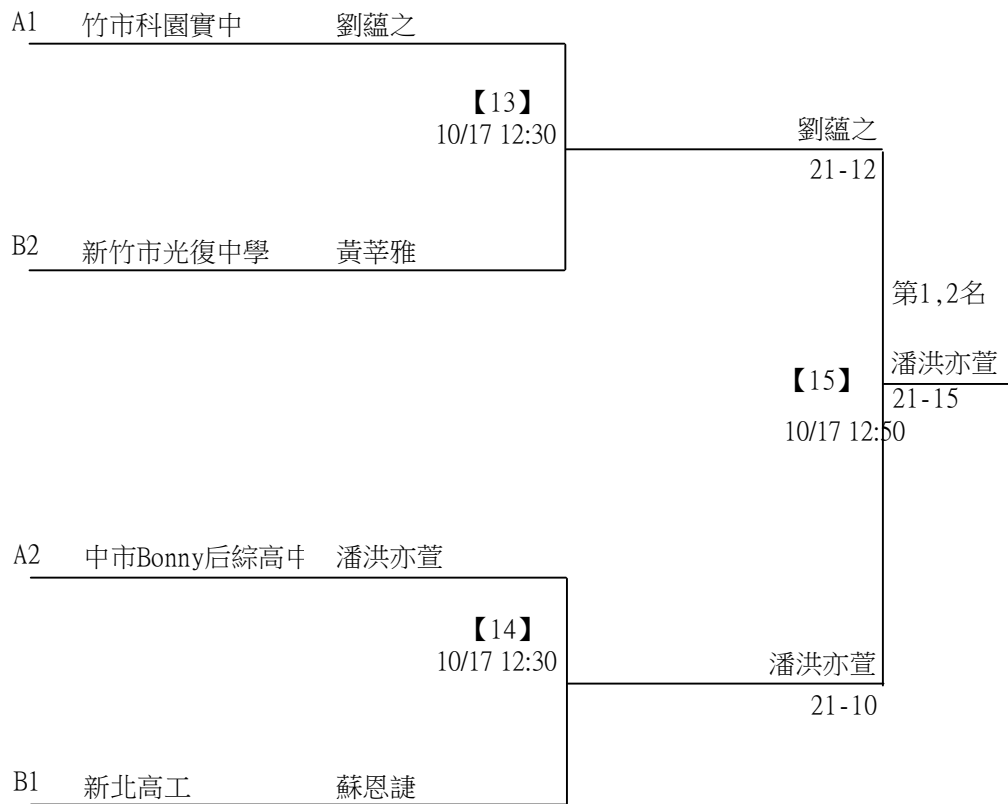 A1 竹市科園實中 劉蘊之
【13】
10/17 12:30
劉蘊之
21-12
B2 新竹市光復中學 黃莘雅
第1,2名
潘洪亦萱
【15】
21-15
10/17 12:50
A2 中市Bonny后綜高中 潘洪亦萱
【14】
10/17 12:30
潘洪亦萱
21-10
B1 新北高工 蘇恩誱